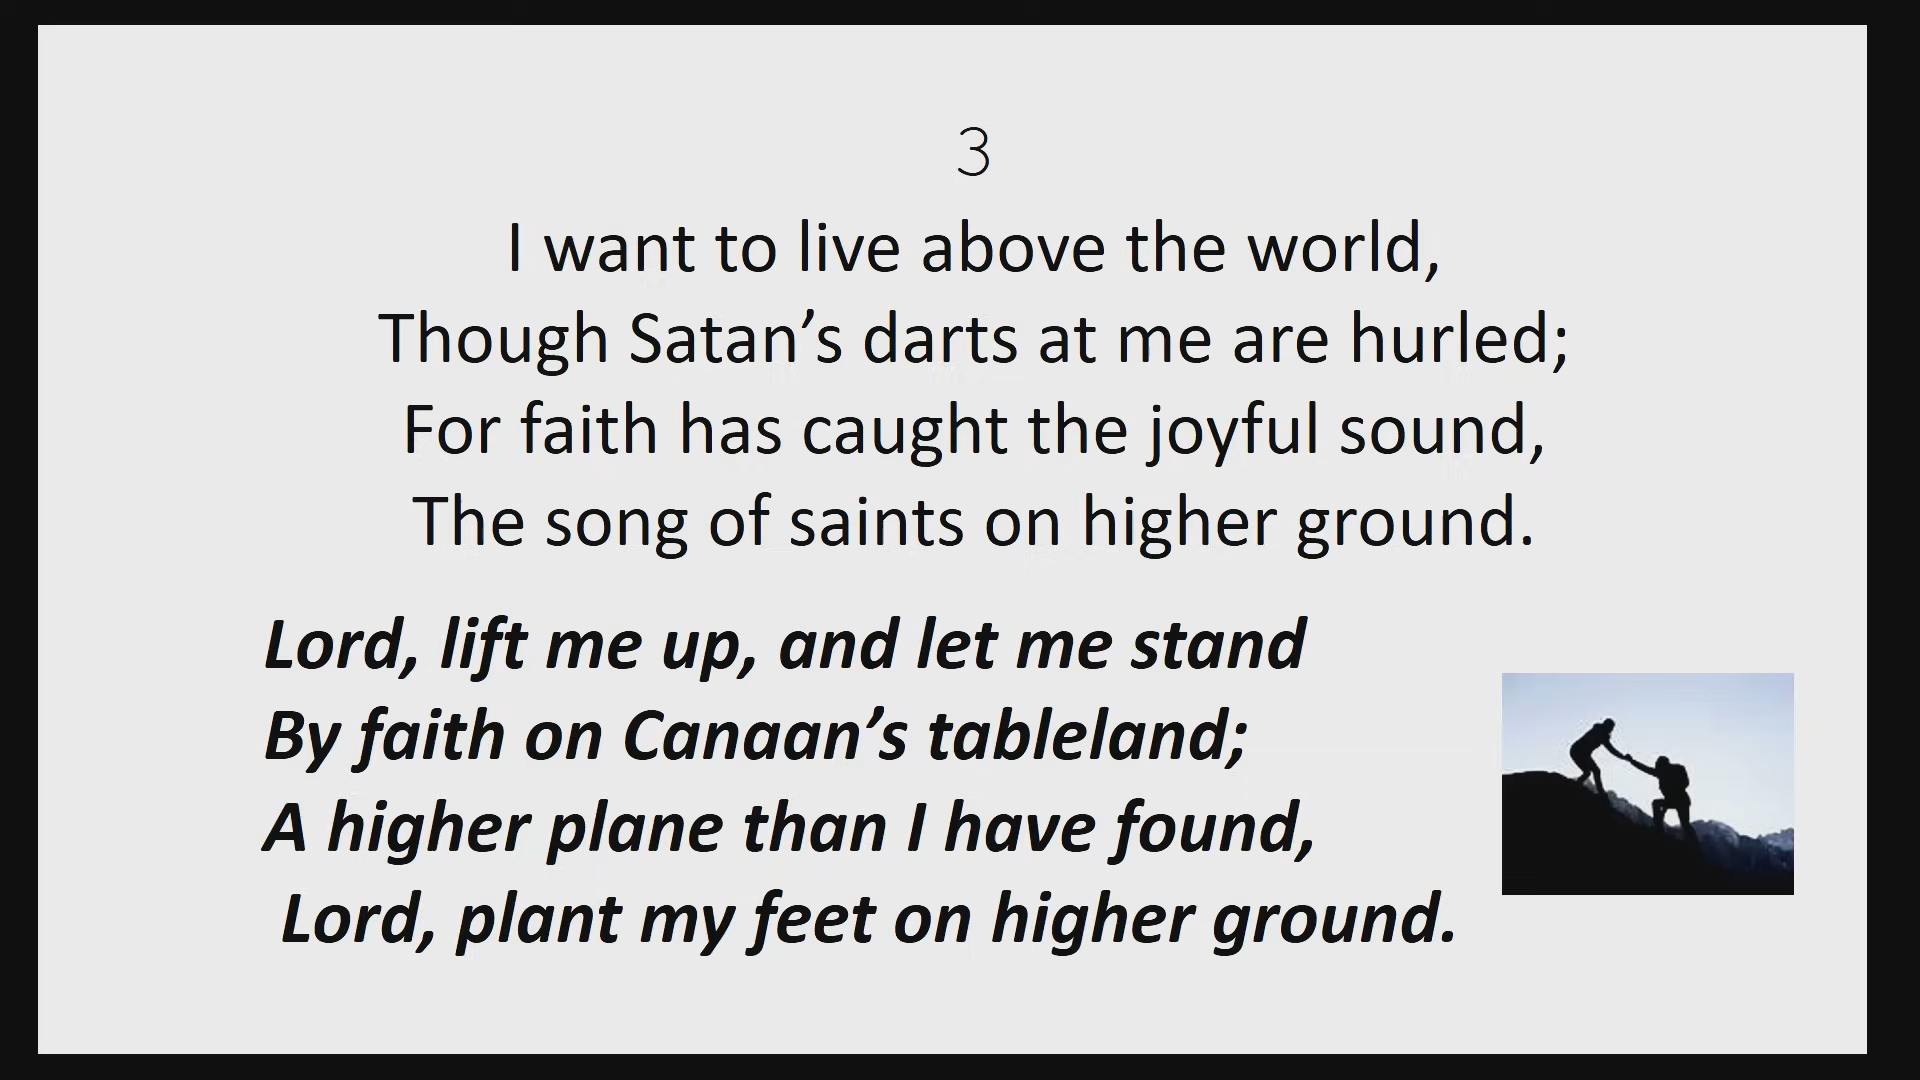 3
I want to live above the world,
Though Satan’s darts at me are hurled;
For faith has caught the joyful sound,
The song of saints on higher ground.
Lord, lift me up, and let me stand
By faith on Canaan’s tableland;
A higher plane than I have found,
Lord, plant my feet on higher ground.